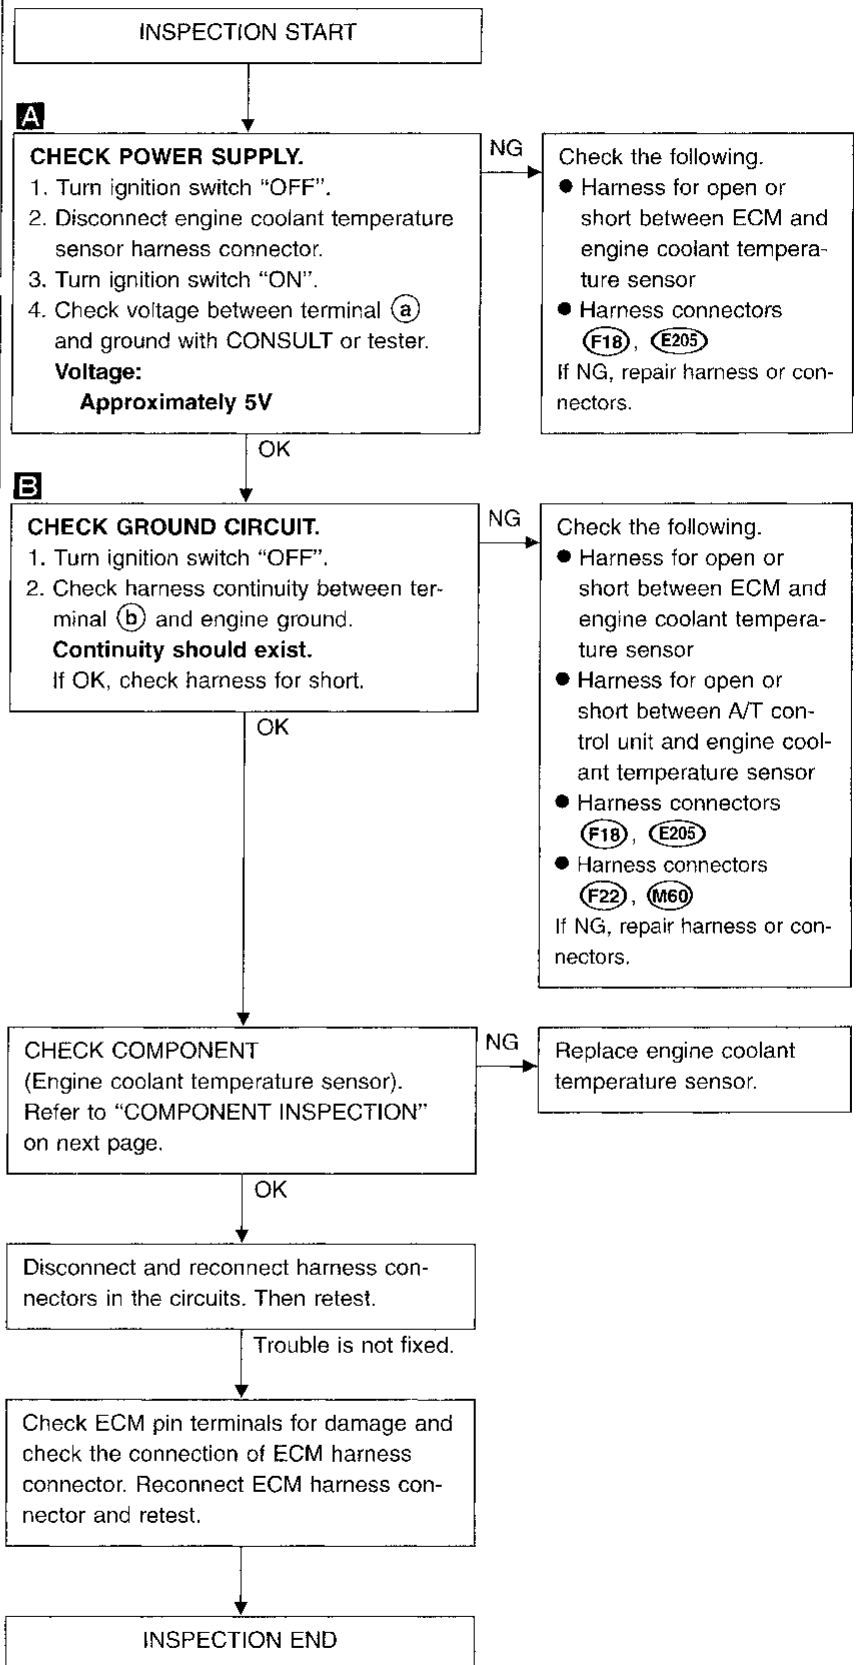 INSPECTION START
A
CHECK POWER SUPPLY.
1. Turn ignition switch “OFF”.
2. Disconnect engine coolant temperature
sensor harness connector.
3. Turn ignition switch “ON”.
4. Check voltage between terminal ⓐ
and ground with CONSULT or tester.
Voltage:
Approximately 5V
NG
Check the following.
● Harness for open or
short between ECM and
engine coolant tempera-
ture sensor
● Harness connectors
F18, E205
If NG, repair harness or con-
nectors.
OK
B
CHECK GROUND CIRCUIT.
1. Turn ignition switch “OFF”.
2. Check harness continuity between ter-
minal ⓑ and engine ground.
Continuity should exist.
If OK, check harness for short.
NG
Check the following.
● Harness for open or
short between ECM and
engine coolant tempera-
ture sensor
● Harness for open or
short between A/T con-
trol unit and engine cool-
ant temperature sensor
● Harness connectors
F18, E205
● Harness connectors
F22, M60
If NG, repair harness or con-
nectors.
OK
CHECK COMPONENT
(Engine coolant temperature sensor).
Refer to “COMPONENT INSPECTION”
on next page.
NG
Replace engine coolant
temperature sensor.
OK
Disconnect and reconnect harness con-
nectors in the circuits. Then retest.
Trouble is not fixed.
Check ECM pin terminals for damage and
check the connection of ECM harness
connector. Reconnect ECM harness con-
nector and retest.
INSPECTION END